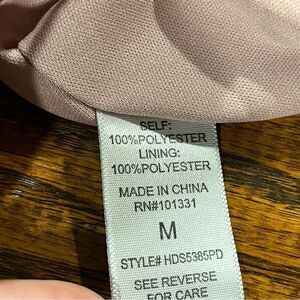 SELF:
100%POLYESTER
LINING:
100%POLYESTER
MADE IN CHINA
RN#101331
M
STYLE# HDS5385PD
SEE REVERSE
FOR CARE